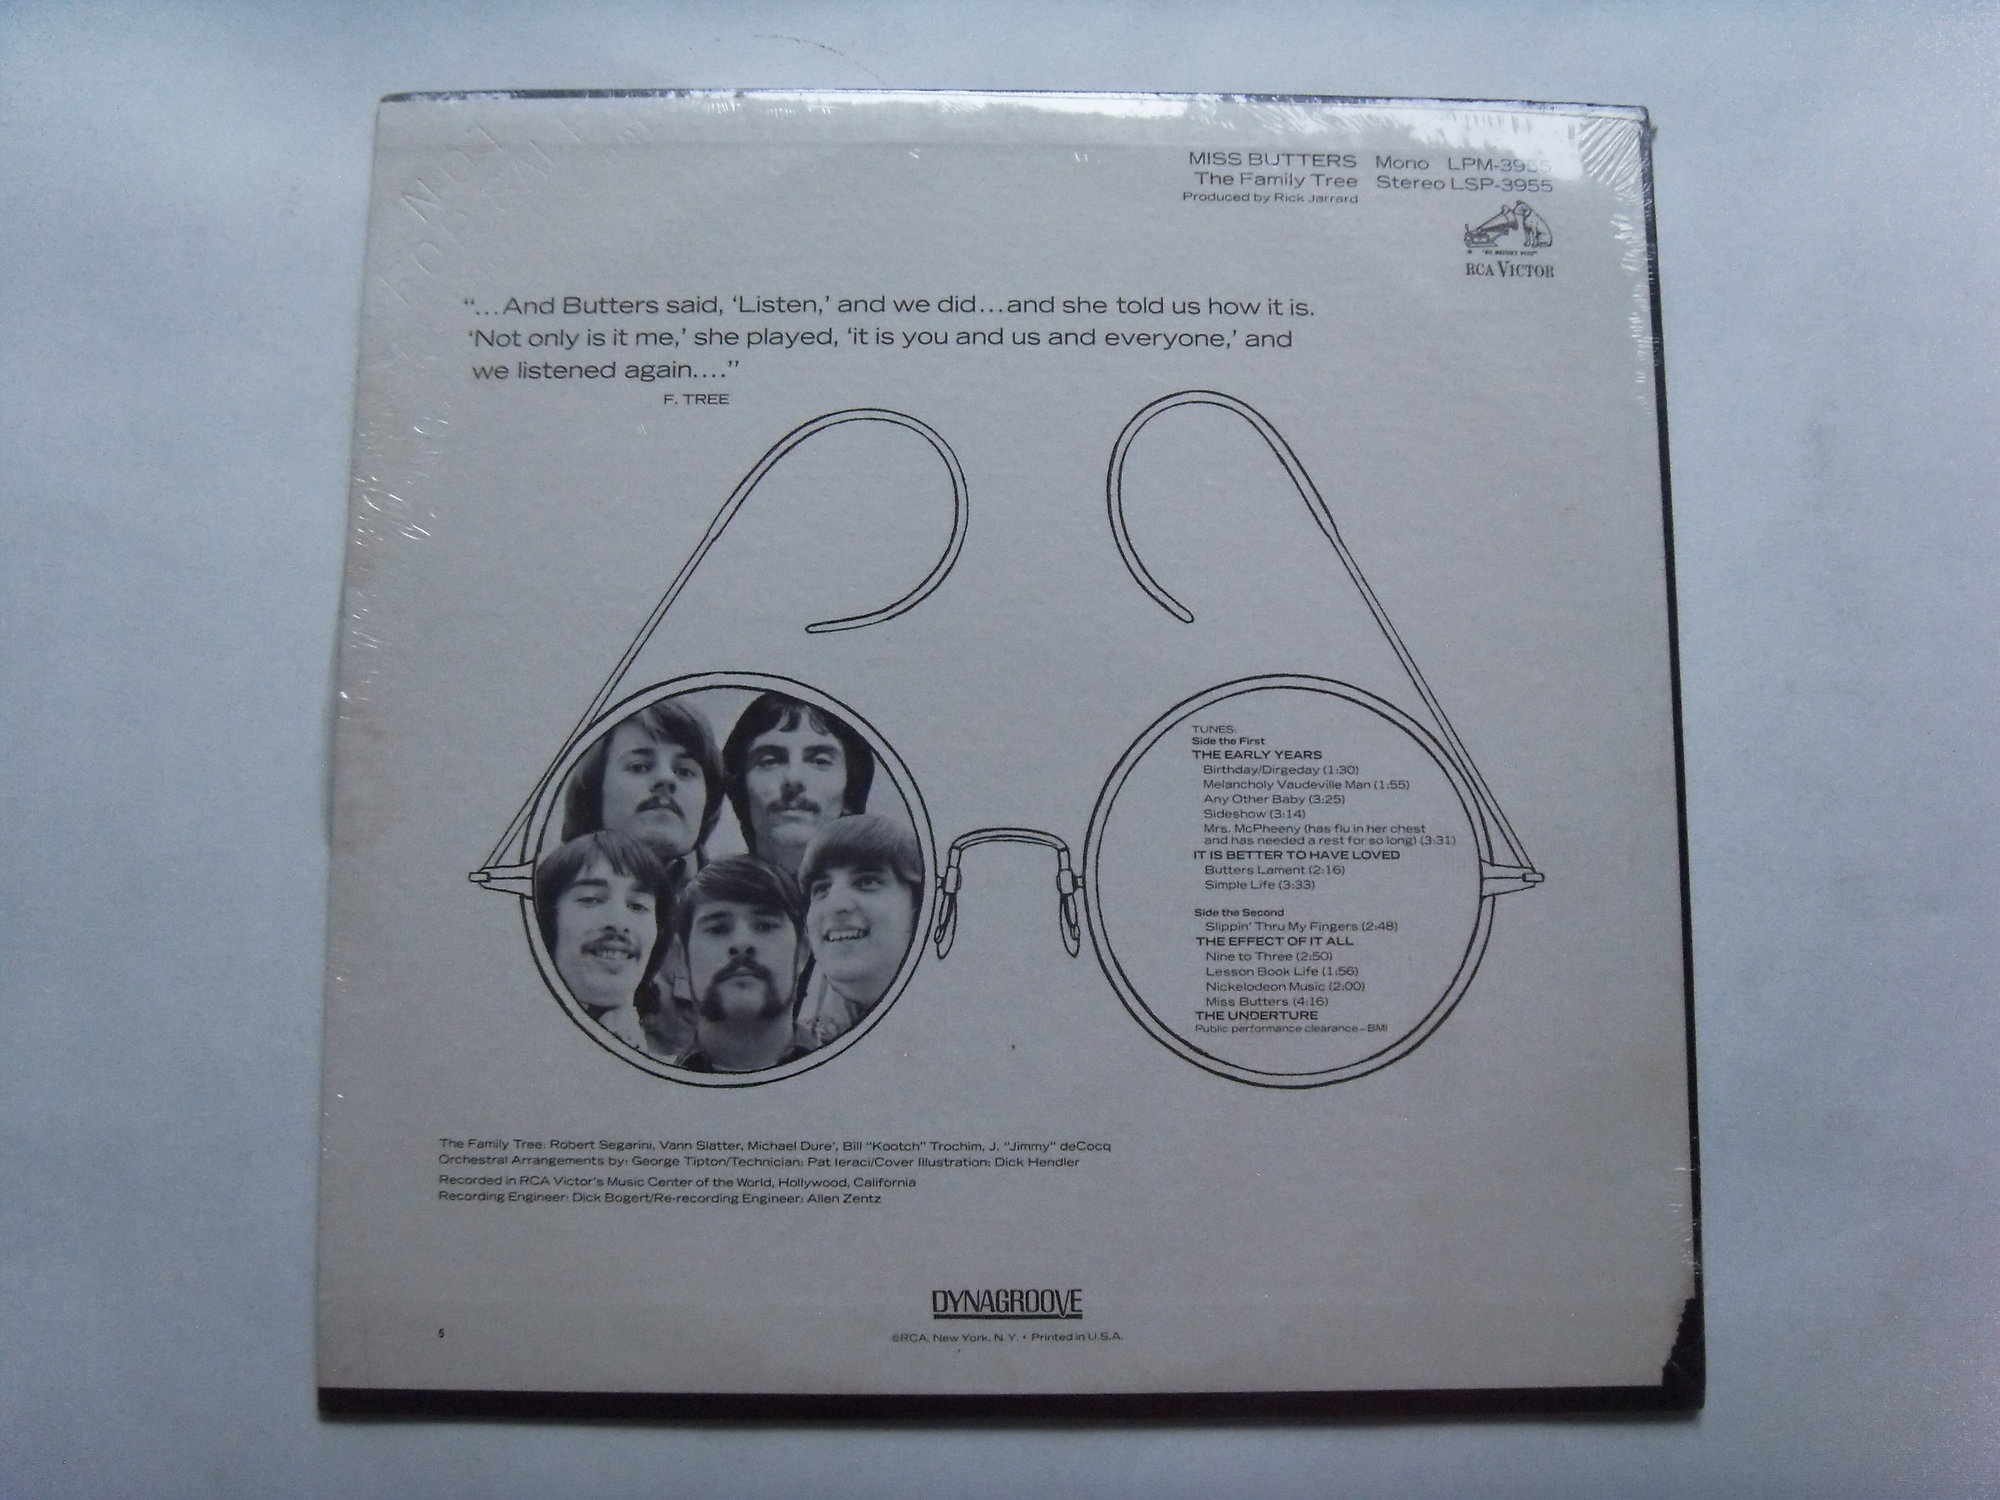 MISS BUTTERS Mono LPM-3955
The Family Tree Stereo LSP-3955
Produced by Rick Jarrard
"HIS MASTER'S VOICE"
RCA VICTOR
“...And Butters said, ‘Listen,’ and we did...and she told us how it is.
‘Not only is it me,’ she played, ‘it is you and us and everyone,’ and
we listened again....”
F. TREE
TUNES:
Side the First
THE EARLY YEARS
Birthday/Dirgeday (1:30)
Melancholy Vaudeville Man (1:55)
Any Other Baby (3:25)
Sideshow (3:14)
Mrs. McPheeny (has flu in her chest
and has needed a rest for so long) (3:31)
IT IS BETTER TO HAVE LOVED
Butters Lament (2:16)
Simple Life (3:33)
Side the Second
Slippin' Thru My Fingers (2:48)
THE EFFECT OF IT ALL
Nine to Three (2:50)
Lesson Book Life (1:56)
Nickelodeon Music (2:00)
Miss Butters (4:16)
THE UNDERTURE
Public performance clearance–BMI
The Family Tree: Robert Segarini, Vann Slatter, Michael Dure', Bill "Kootch" Trochim, J. "Jimmy" deCocq
Orchestral Arrangements by: George Tipton/Technician: Pat Ieraci/Cover Illustration: Dick Hendler
Recorded in RCA Victor's Music Center of the World, Hollywood, California
Recording Engineer: Dick Bogert/Re-recording Engineer: Allen Zentz
DYNAGROOVE
5
©RCA, New York, N.Y. • Printed in U.S.A.